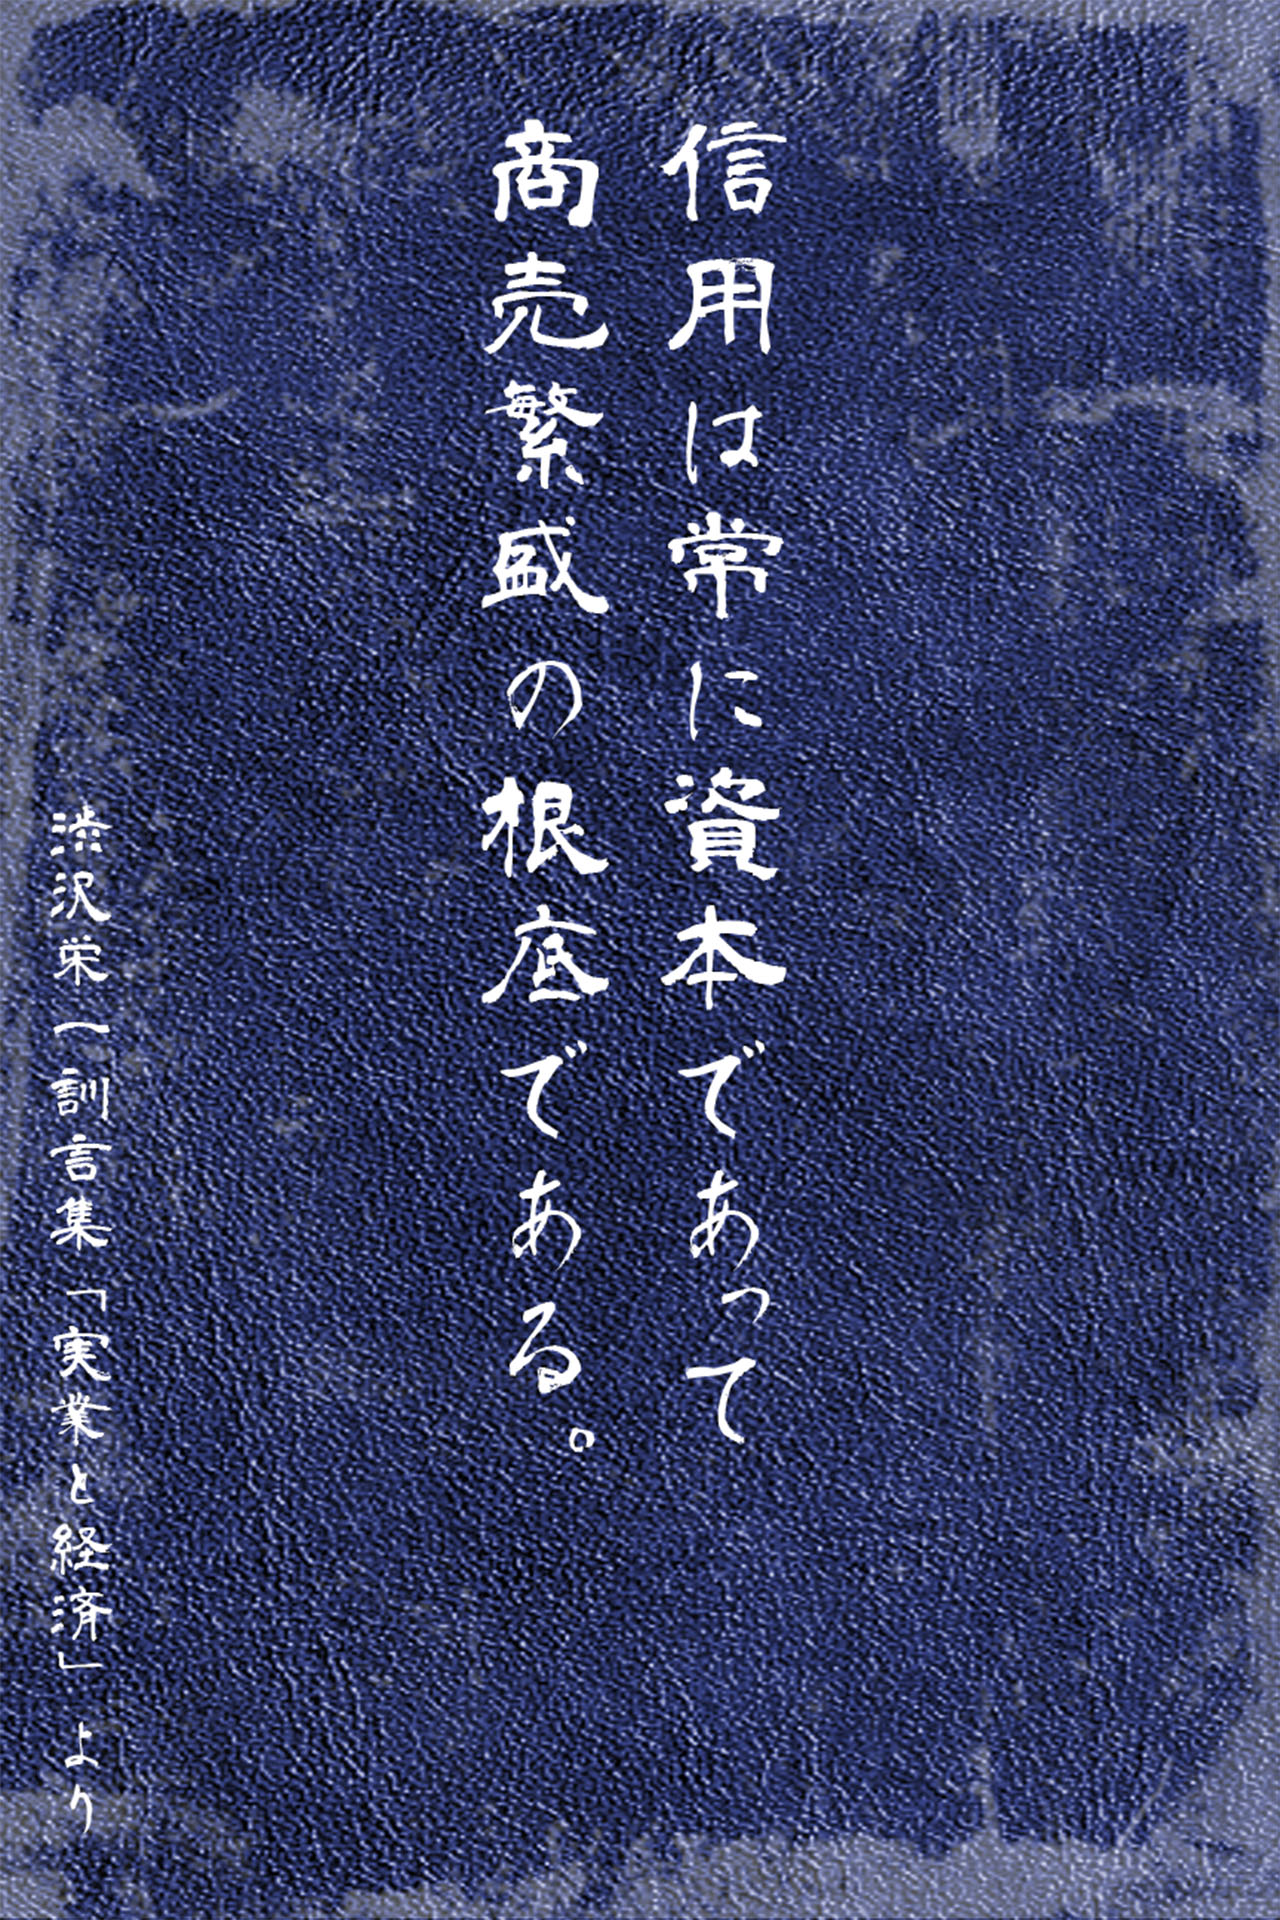 信用は常に資本であって
商売繁盛の根底である。
渋沢栄一訓言集「実業と経済」より